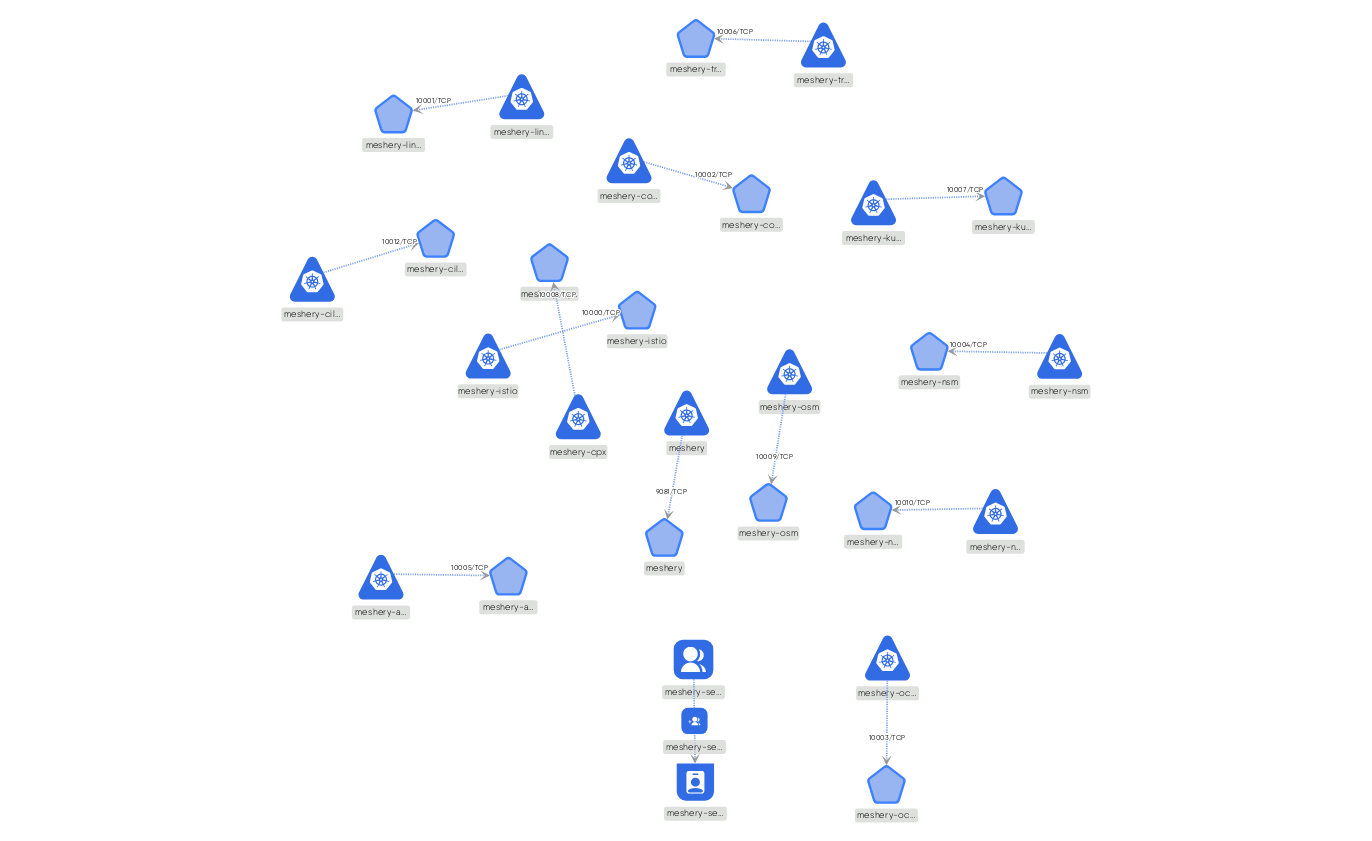 10006/TCP
meshery-tr...
meshery-tr...
10001/TCP
meshery-lin...
meshery-lin...
10002/TCP
meshery-co...
meshery-co...
10007/TCP
meshery-ku...
meshery-ku...
10012/TCP
meshery-cil...
meshery-cil...
10008/TCP
10000/TCP
meshery-istio
meshery-istio
10004/TCP
meshery-nsm
meshery-nsm
meshery-osm
meshery-cpx
meshery
10009/TCP
9081/TCP
10010/TCP
meshery-osm
meshery-n...
meshery-n...
meshery
10005/TCP
meshery-a...
meshery-a...
meshery-se...
meshery-oc...
10003/TCP
meshery-se...
meshery-se...
meshery-oc...